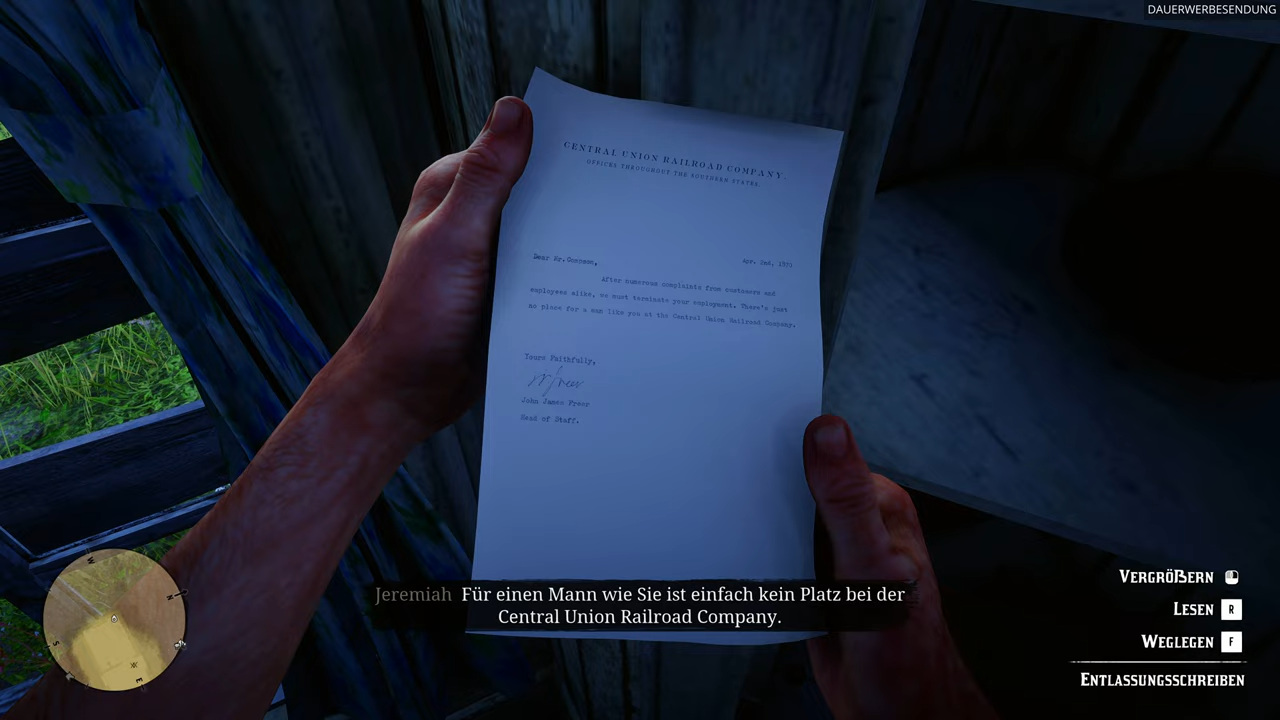 DAUERWERBESENDUNG
CENTRAL UNION RAILROAD COMPANY.
OFFICES THROUGHOUT THE SOUTHERN STATES.
Apr. 2nd,
Dear Mr.
After numerous complaints from customers and
employees alike, we must terminate your employment. There's just
no place for a man like you at the Central Union Railroad Company.
Yours Faithfully,
John James Freer
Head of Staff.
Jeremiah Für einen Mann wie Sie ist einfach kein Platz bei der
Central Union Railroad Company.
VERGRÖßERN
LESEN R
WEGLEGEN F
ENTLASSUNGSSCHREIBEN